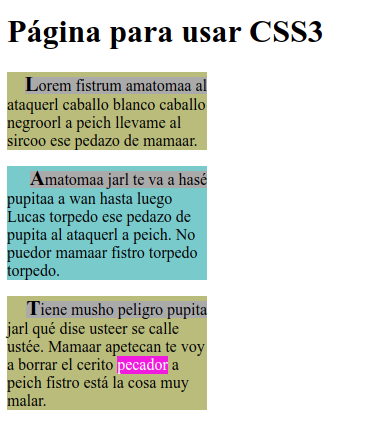 Página para usar CSS3
Lorem fistrum amatomaa al
ataquerl caballo blanco caballo
negroorl a peich llevame al
sircoo ese pedazo de mamaar.
Amatomaa jarl te va a hasé
pupitaa a wan hasta luego
Lucas torpedo ese pedazo de
pupita al ataquerl a peich. No
puedor mamaar fistro torpedo
torpedo.
Tiene musho peligro pupita
jarl qué dise usteer se calle
ustée. Mamaar apetecan te voy
a borrar el cerito pecador a
peich fistro está la cosa muy
malar.